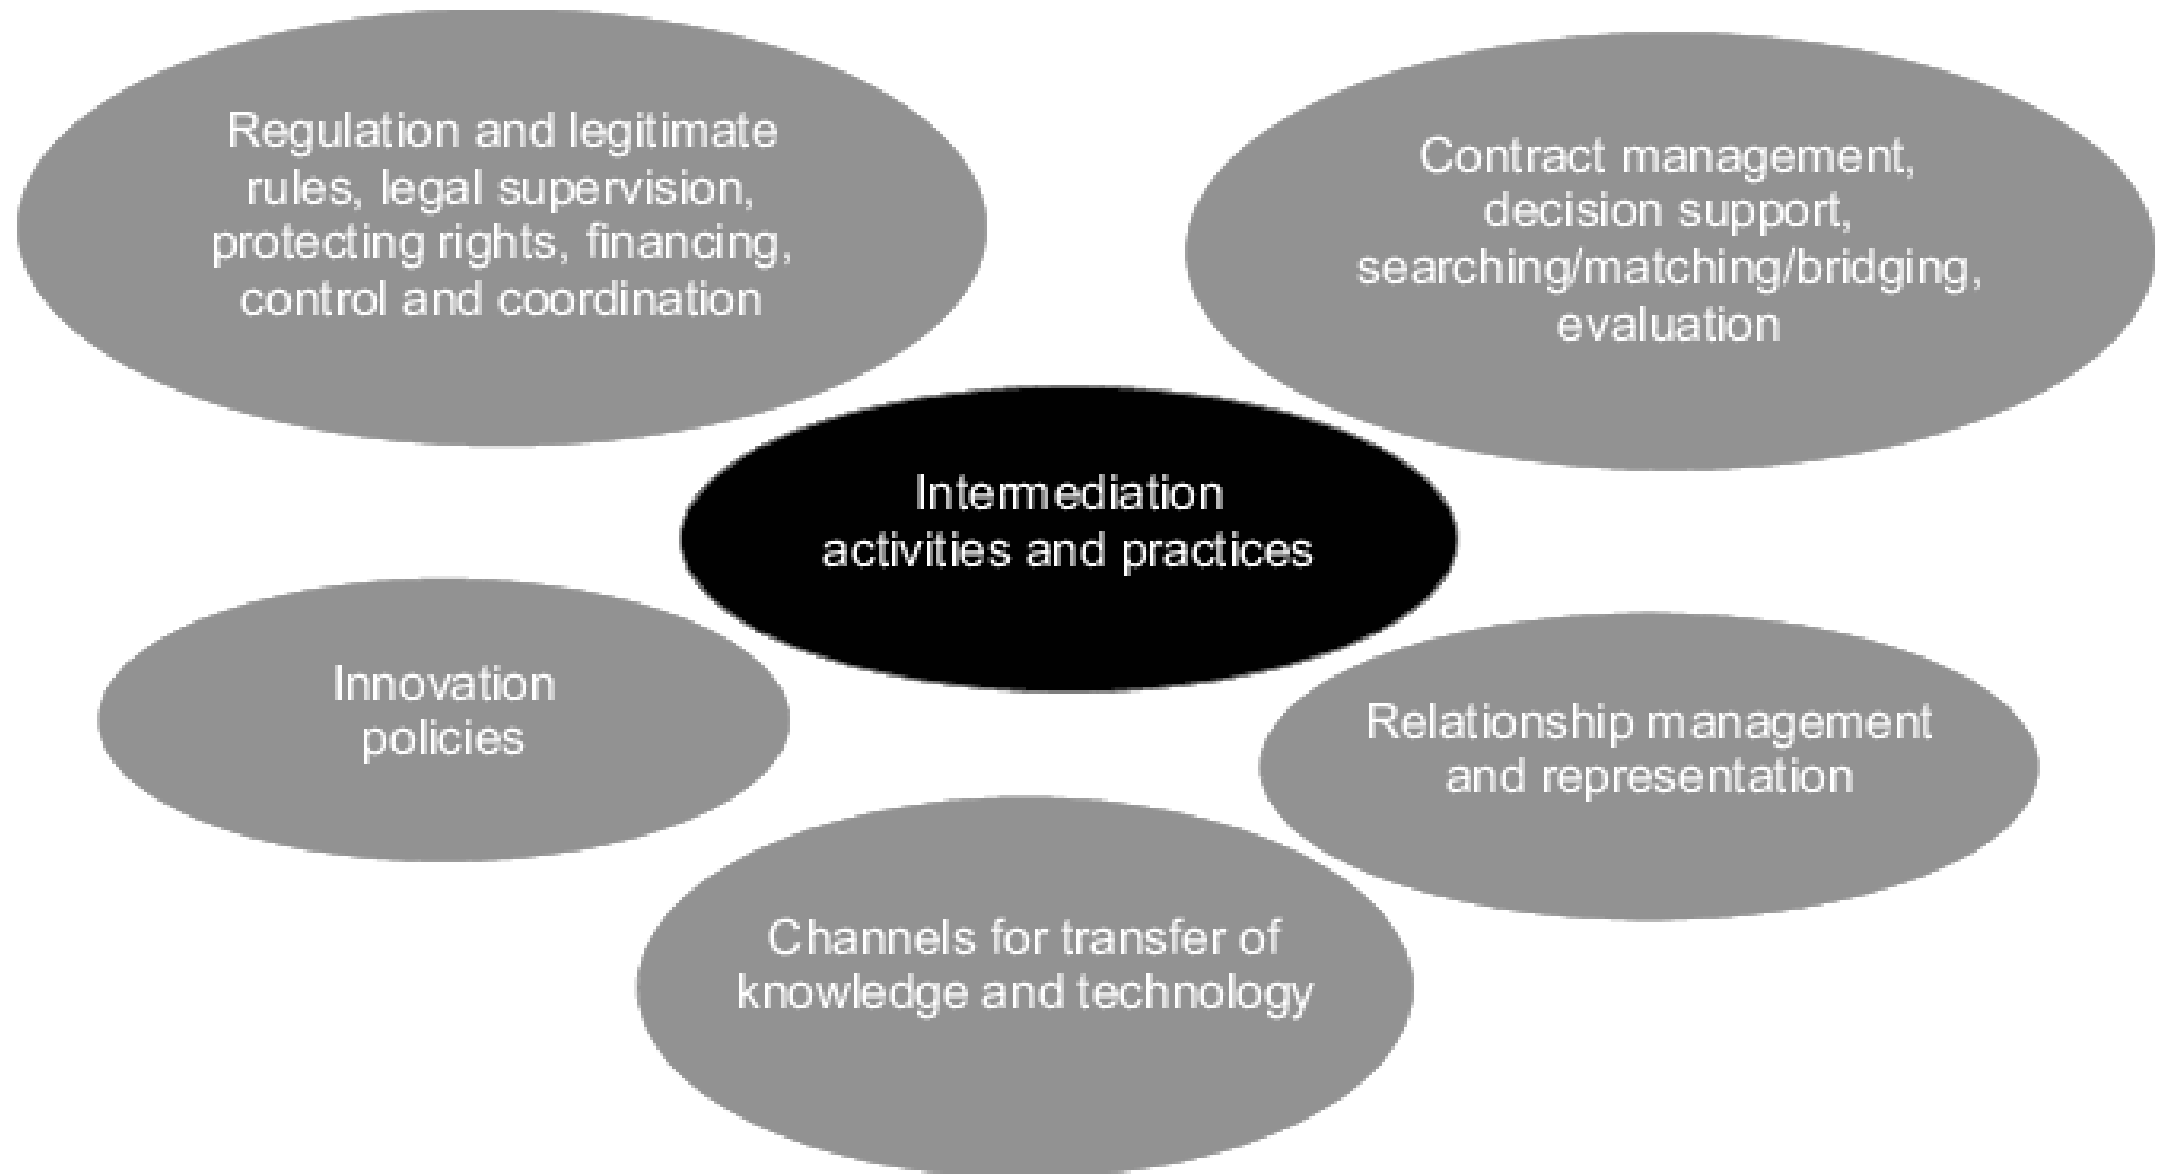 Regulation and legitimate
rules, legal supervision,
protecting rights, financing,
control and coordination
Contract management,
decision support,
searching/matching/bridging,
evaluation
Intermediation
activities and practices
Innovation
policies
Relationship management
and representation
Channels for transfer of
knowledge and technology